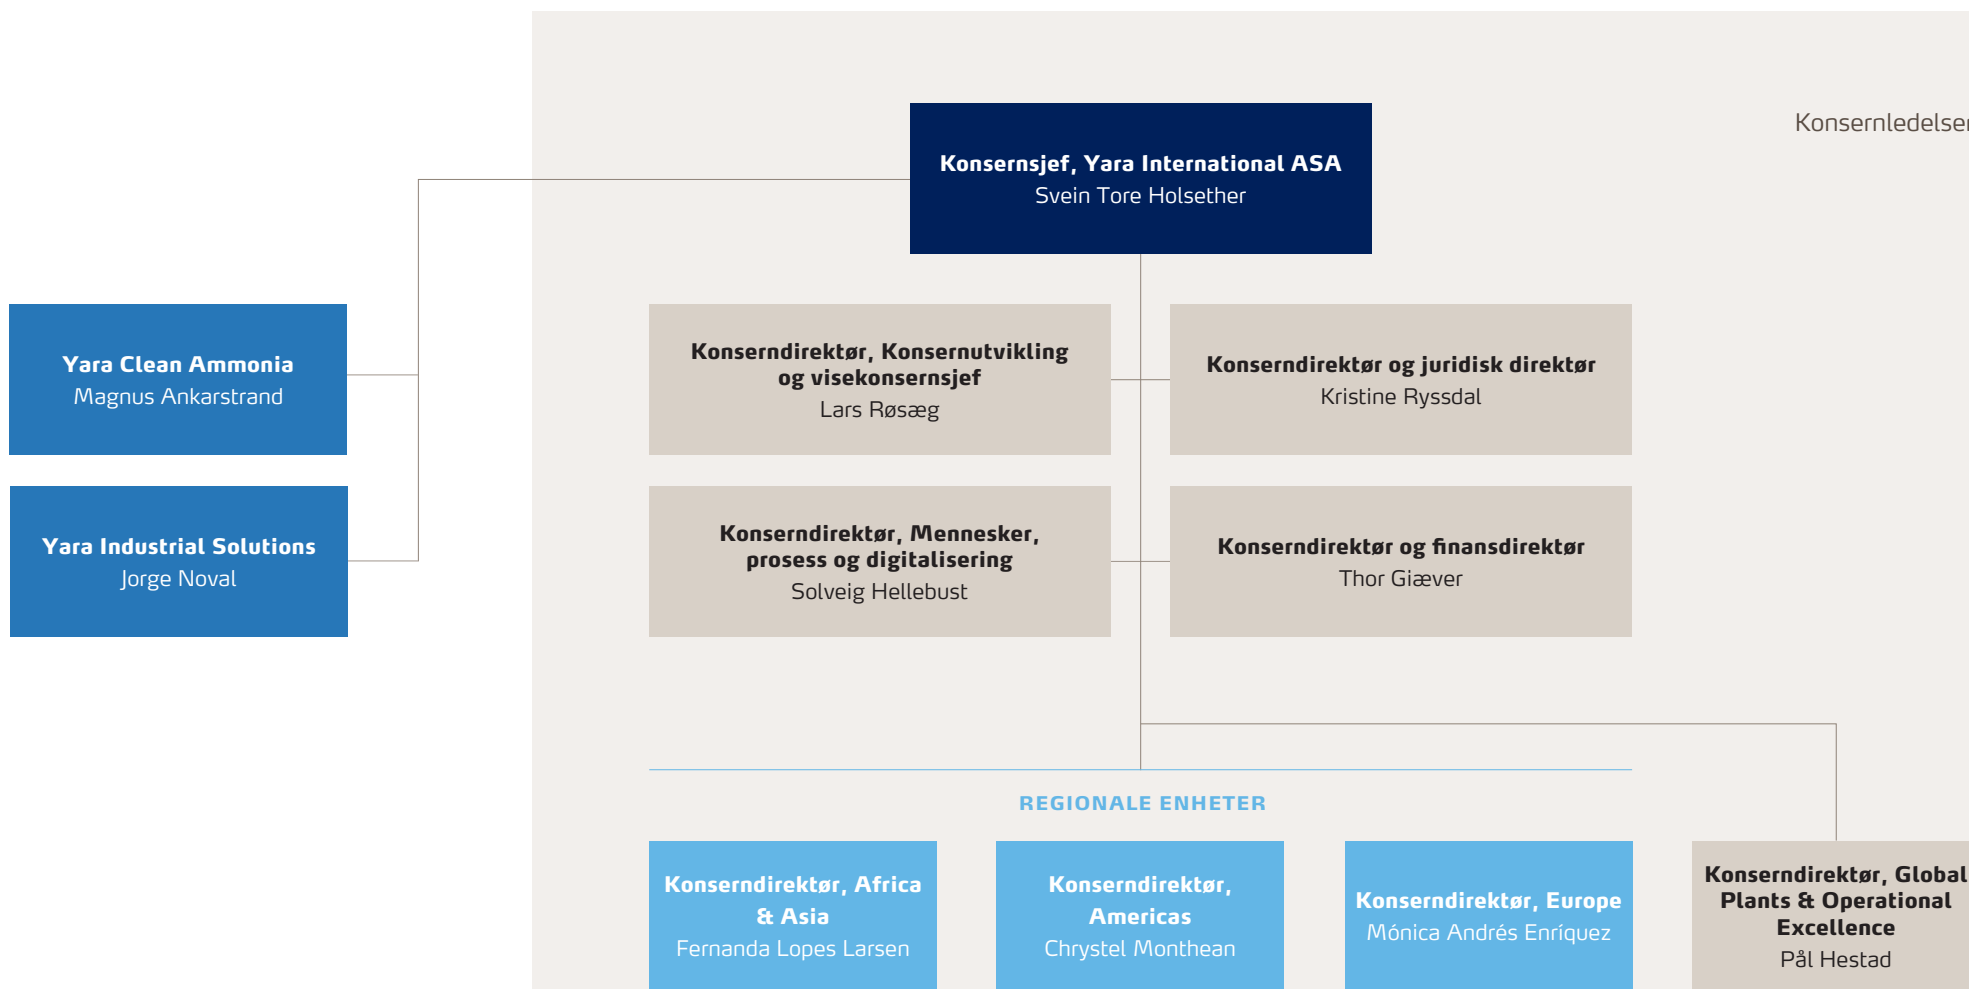 Konsernledelsen
Konsernsjef, Yara International ASA
Svein Tore Holsether
Yara Clean Ammonia
Magnus Ankarstrand
Konserndirektør, Konsernutvikling
og visekonsernsjef
Lars Røsæg
Konserndirektør og juridisk direktør
Kristine Ryssdal
Yara Industrial Solutions
Jorge Noval
Konserndirektør, Mennesker,
prosess og digitalisering
Solveig Hellebust
Konserndirektør og finansdirektør
Thor Giæver
REGIONALE ENHETER
Konserndirektør, Africa
& Asia
Fernanda Lopes Larsen
Konserndirektør,
Americas
Chrystel Monthean
Konserndirektør, Europe
Mónica Andrés Enríquez
Konserndirektør, Global
Plants & Operational
Excellence
Pål Hestad